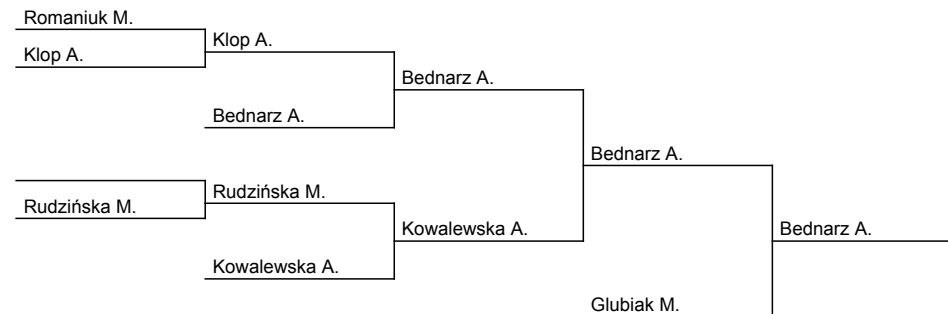 Romaniuk M.
Klop A.
Klop A.
Bednarz A.
Bednarz A.
Bednarz A.
Rudzińska M.
Rudzińska M.
Kowalewska A.
Bednarz A.
Kowalewska A.
Glubiak M.